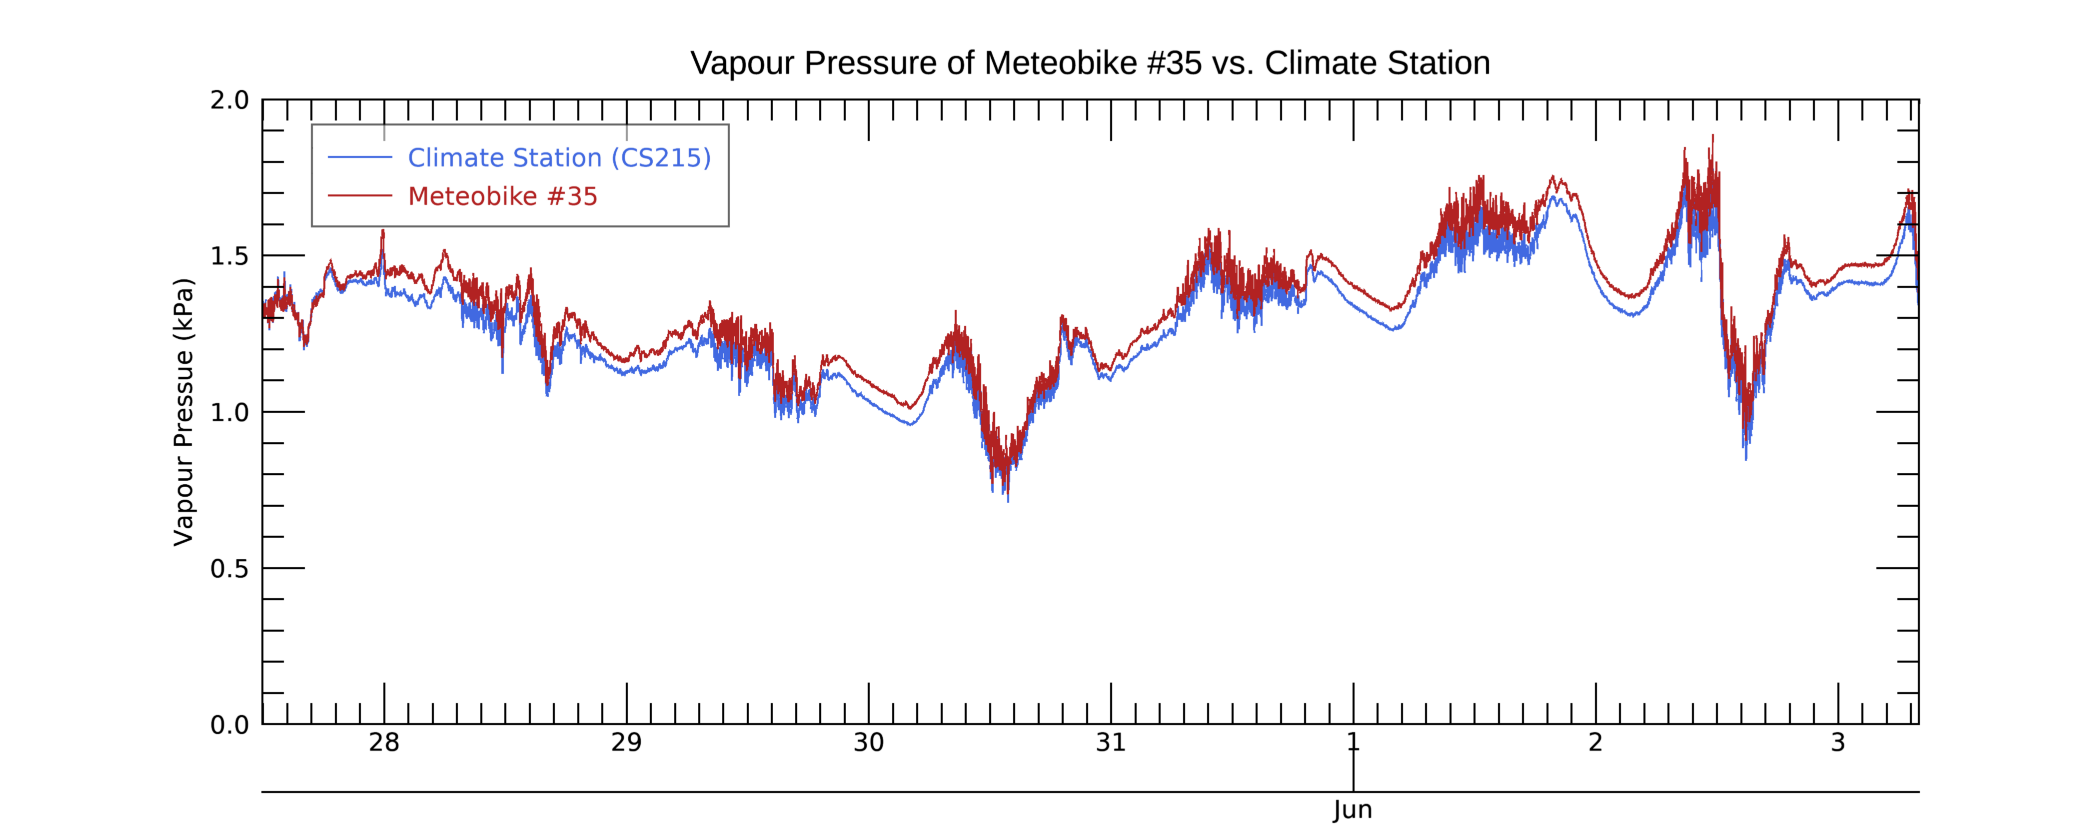 Vapour Pressure of Meteobike #35 vs. Climate Station
2.0
Climate Station (CS215)
Meteobike #35
1.5
1.0
0.5
0.0
Vapour Pressue (kPa)
28 29 30 31 1 2 3
Jun